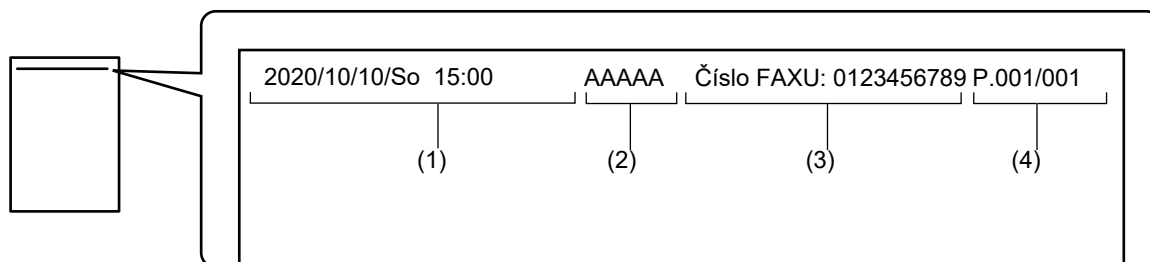 2020/10/10/So 15:00 AAAAA Číslo FAXU: 0123456789 P.001/001
(1) (2) (3) (4)